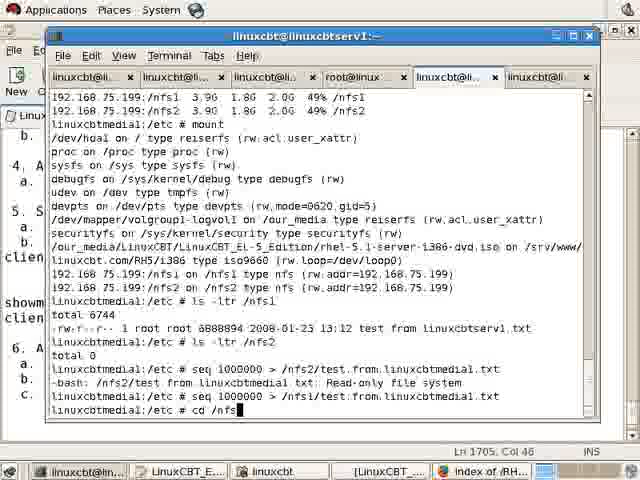 Applications Places System
linuxcbt@linuxcbtserv1:~
File Edit View Terminal Tabs Help
linuxcbt@li... linuxcbt@li... linuxcbt@li... root@linux linuxcbt@li... linuxcbt@li...
192.168.75.199:/nfs1 3.9G 1.8G 2.0G 49% /nfs1
192.168.75.199:/nfs2 3.9G 1.8G 2.0G 49% /nfs2
linuxcbtmedia1:/etc # mount
/dev/hda1 on / type reiserfs (rw,acl,user_xattr)
proc on /proc type proc (rw)
sysfs on /sys type sysfs (rw)
debugfs on /sys/kernel/debug type debugfs (rw)
udev on /dev type tmpfs (rw)
devpts on /dev/pts type devpts (rw,mode=0620,gid=5)
/dev/mapper/volgroup1-logvol1 on /our_media type reiserfs (rw,acl,user_xattr)
securityfs on /sys/kernel/security type securityfs (rw)
/our_media/LinuxCBT/LinuxCBT_EL-5_Edition/rhel-5.1-server-i386-dvd.iso on /srv/www/
linuxcbt.com/RH5/i386 type iso9660 (rw,loop=/dev/loop0)
192.168.75.199:/nfs1 on /nfs1 type nfs (rw,addr=192.168.75.199)
192.168.75.199:/nfs2 on /nfs2 type nfs (rw,addr=192.168.75.199)
linuxcbtmedia1:/etc # ls -ltr /nfs1
total 6744
-rw-r--r-- 1 root root 6888894 2008-01-23 13:12 test.from.linuxcbtserv1.txt
linuxcbtmedia1:/etc # ls -ltr /nfs2
total 0
linuxcbtmedia1:/etc # seq 1000000 > /nfs2/test.from.linuxcbtmedia1.txt
-bash: /nfs2/test.from.linuxcbtmedia1.txt: Read-only file system
linuxcbtmedia1:/etc # seq 1000000 > /nfs1/test.from.linuxcbtmedia1.txt
linuxcbtmedia1:/etc # cd /nfs
File
New
Linux
b.
4. A
a.
5. S
a.
b.
clien
showm
clien
6. A
a.
b.
c.
Ln 1705, Col 46 INS
linuxcbt@lin... LinuxCBT_E... linuxcbt [LinuxCBT_... Index of /RH...